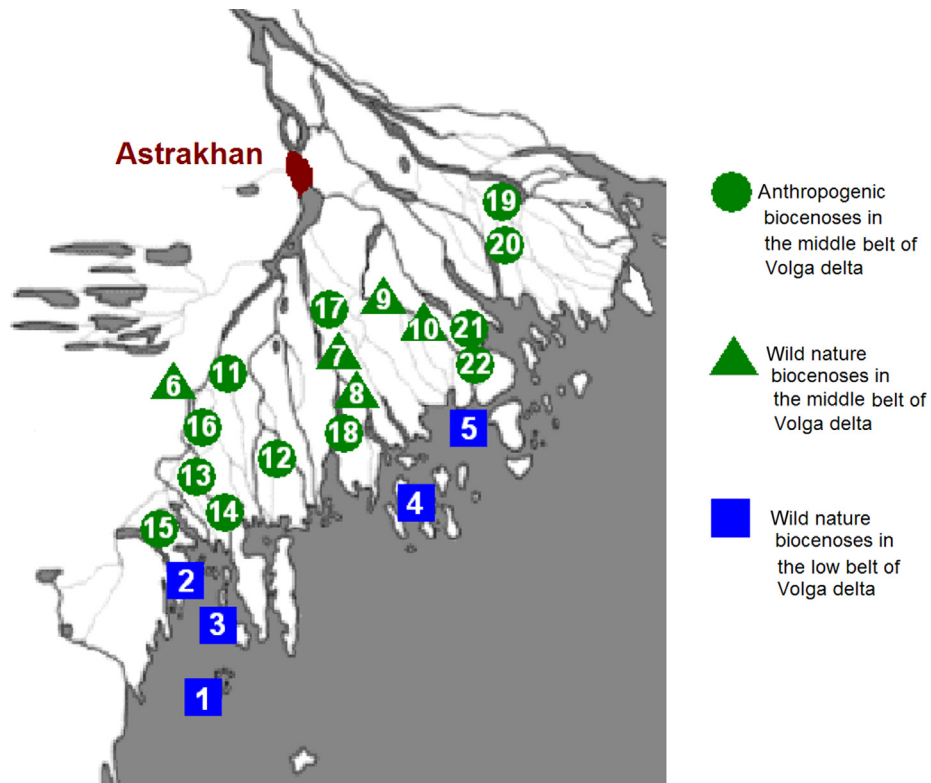 Astrakhan
19
20
9
17
10
21
7
22
11
6
8
16
18
5
12
13
4
14
15
2
3
1
Anthropogenic
biocenoses in
the middle belt of
Volga delta
Wild nature
biocenoses in
the middle belt of
Volga delta
Wild nature
biocenoses in
the low belt of
Volga delta